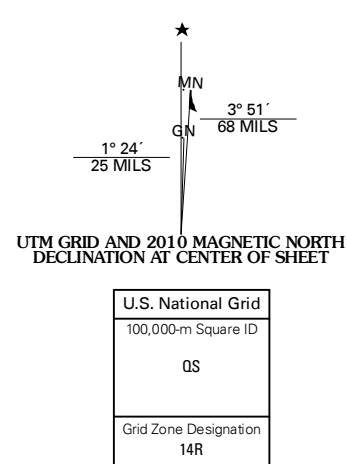 MN
3° 51´
68 MILS
GN
1° 24´
25 MILS
UTM GRID AND 2010 MAGNETIC NORTH
DECLINATION AT CENTER OF SHEET
U.S. National Grid
100,000-m Square ID
QS
Grid Zone Designation
14R